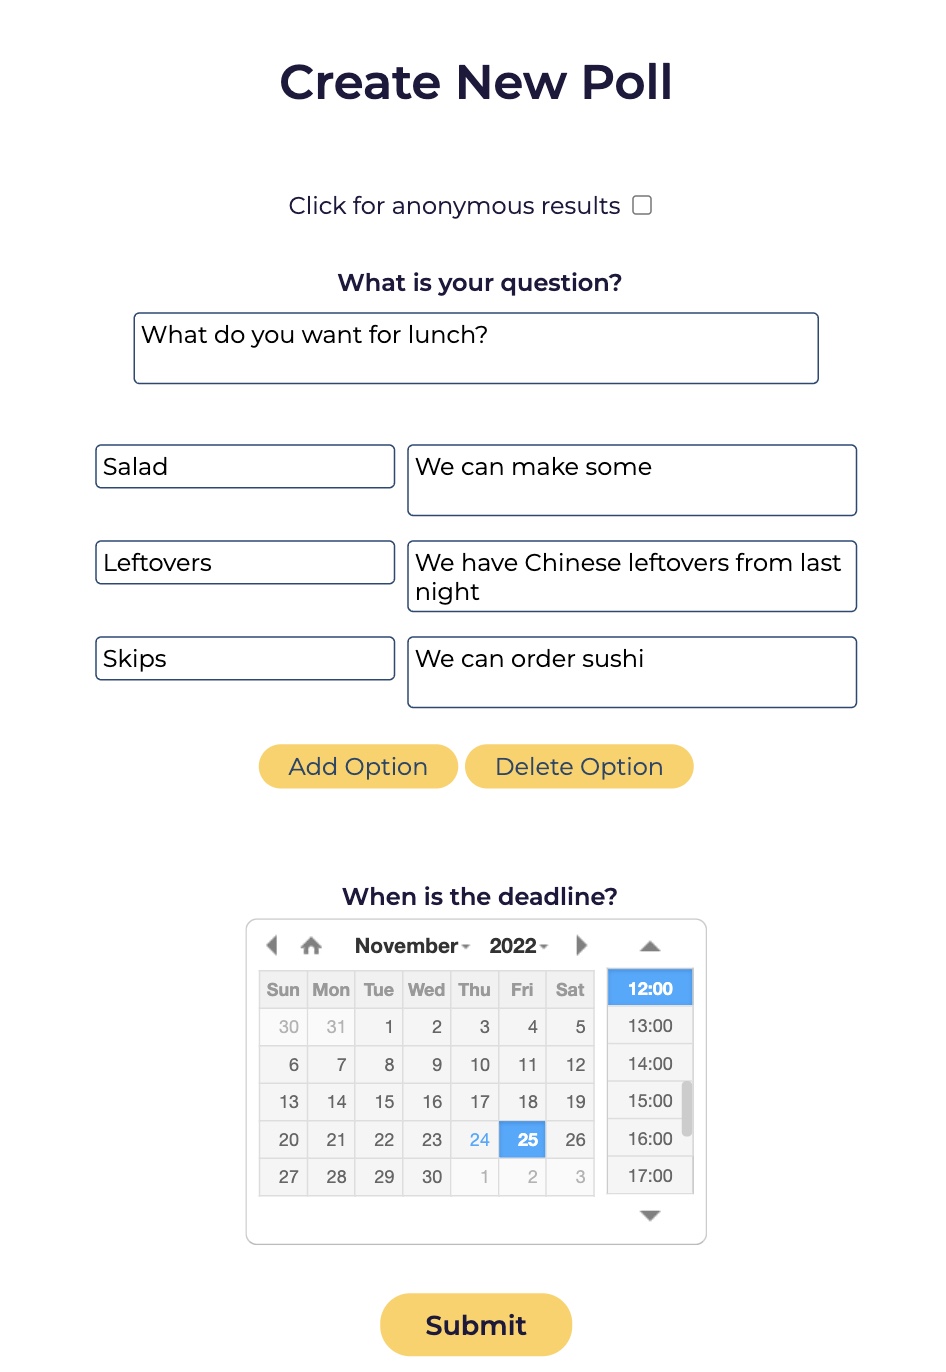 Create New Poll
Click for anonymous results
What is your question?
What do you want for lunch?
Salad
We can make some
Leftovers
We have Chinese leftovers from last
night
Skips
We can order sushi
Add Option Delete Option
When is the deadline?
November 2022
Sun Mon Tue Wed Thu Fri Sat
30 31 1 2 3 4 5
6 7 8 9 10 11 12
13 14 15 16 17 18 19
20 21 22 23 24 25 26
27 28 29 30 1 2 3
12:00
13:00
14:00
15:00
16:00
17:00
Submit